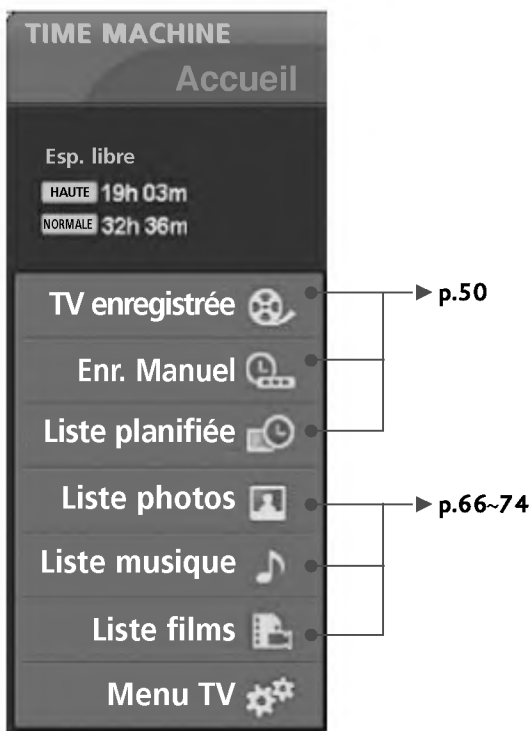 TIME MACHINE
Accueil
Esp. libre
HAUTE 19h 03m
NORMALE 32h 36m
TV enregistrée
p.50
Enr. Manuel
Liste planifiée
Liste photos
p.66~74
Liste musique
Liste films
Menu TV